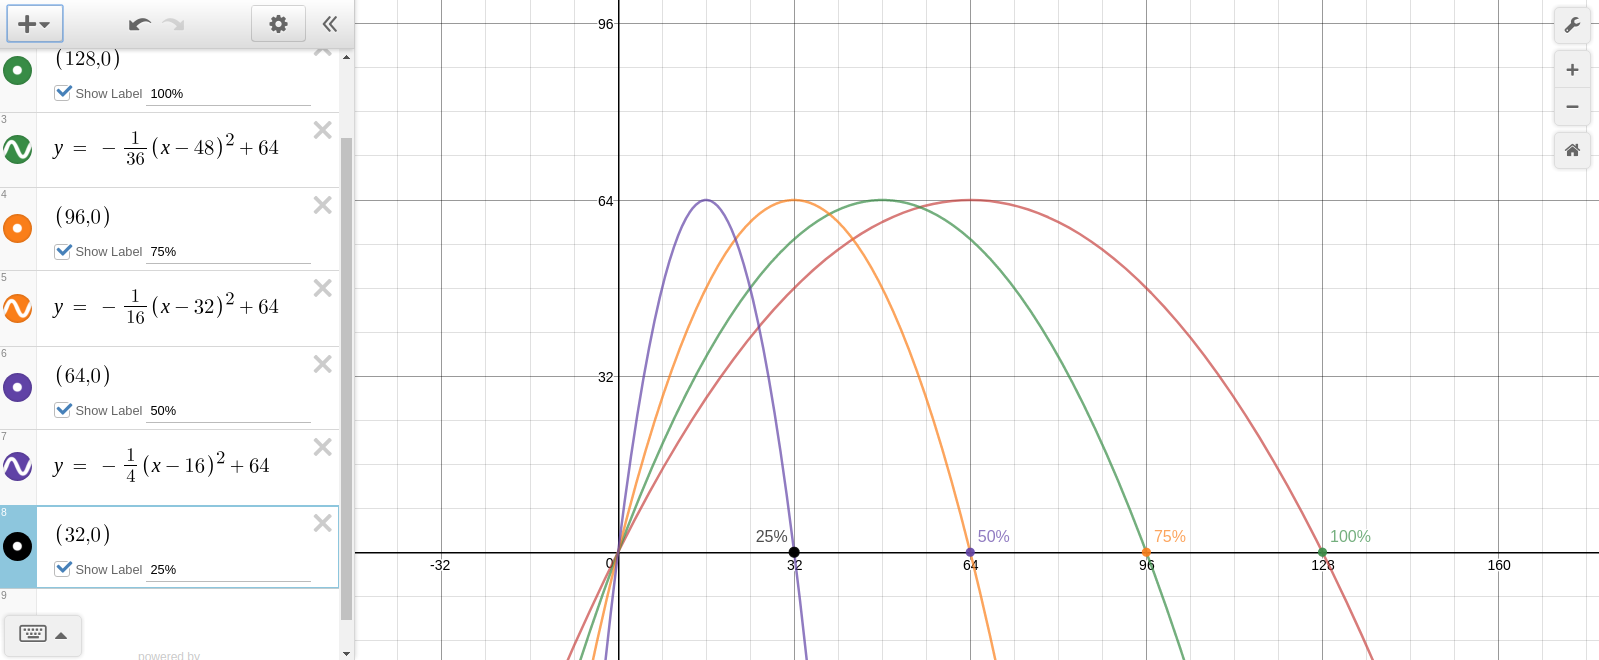 (128,0)
Show Label 100%
3
y = -\frac{1}{36}(x-48)^2+64
4
(96,0)
Show Label 75%
5
y = -\frac{1}{16}(x-32)^2+64
6
(64,0)
Show Label 50%
7
y = -\frac{1}{4}(x-16)^2+64
8
(32,0)
Show Label 25%
9
powered by
96
64
32
25% 50% 75% 100%
-32 0 32 64 96 128 160